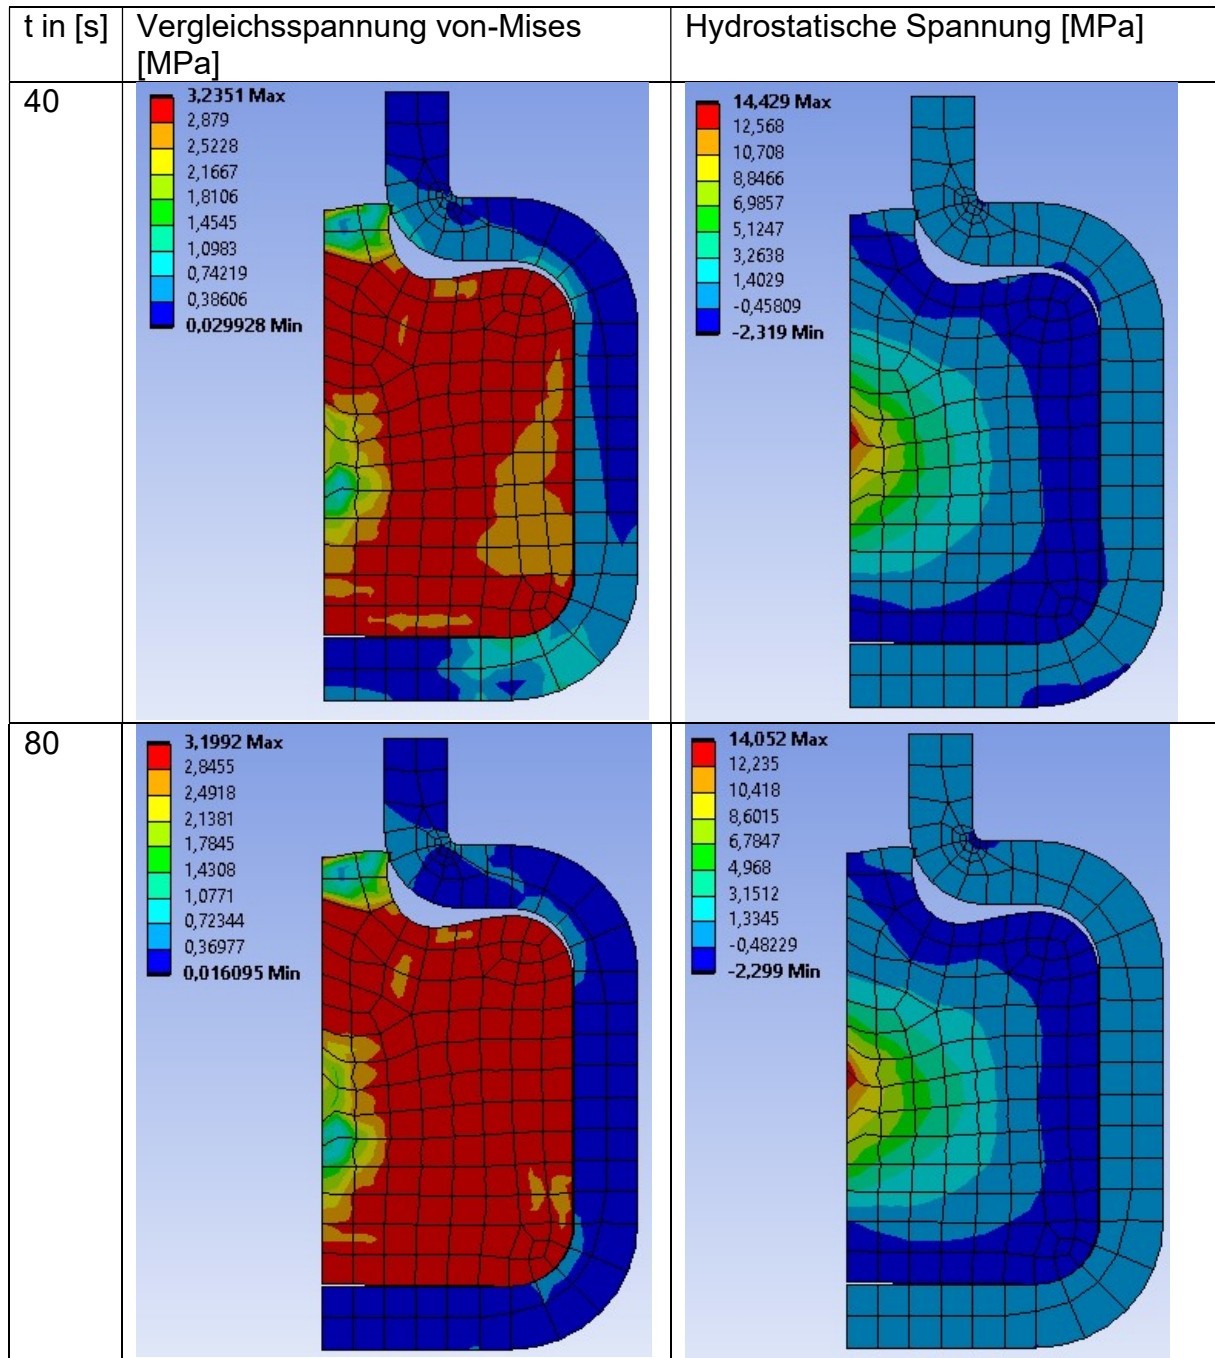 t in [s]
Vergleichsspannung von-Mises
[MPa]
Hydrostatische Spannung [MPa]
40
3,2351 Max
2,879
2,5228
2,1667
1,8106
1,4545
1,0983
0,74219
0,38606
0,029928 Min
14,429 Max
12,568
10,708
8,8466
6,9857
5,1247
3,2638
1,4029
-0,45809
-2,319 Min
80
3,1992 Max
2,8455
2,4918
2,1381
1,7845
1,4308
1,0771
0,72344
0,36977
0,016095 Min
14,052 Max
12,235
10,418
8,6015
6,7847
4,968
3,1512
1,3345
-0,48229
-2,299 Min